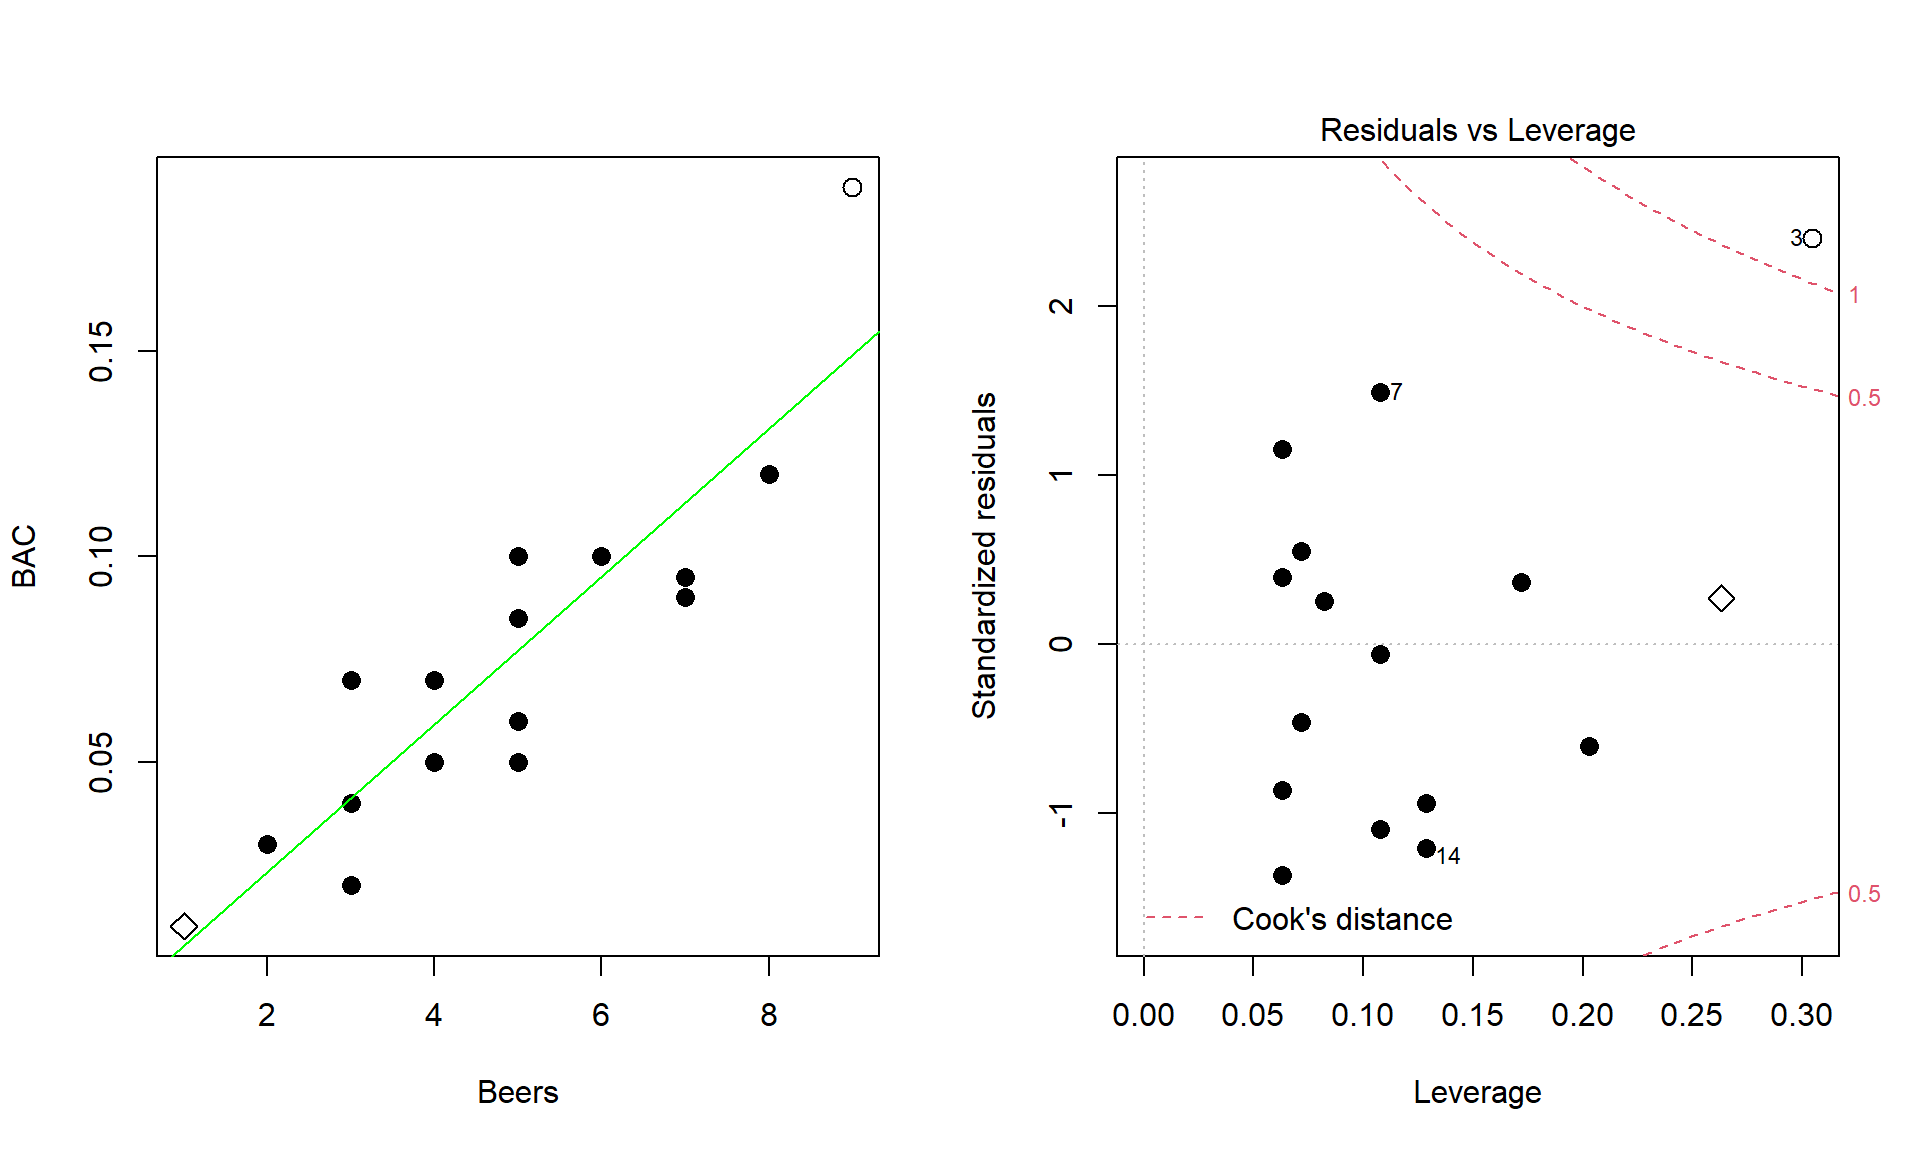 BAC
0.15
0.10
0.05
2 4 6 8
Beers
Residuals vs Leverage
Standardized residuals
2
1
0
-1
3
7
14
1
0.5
0.5
Cook's distance
0.00 0.05 0.10 0.15 0.20 0.25 0.30
Leverage